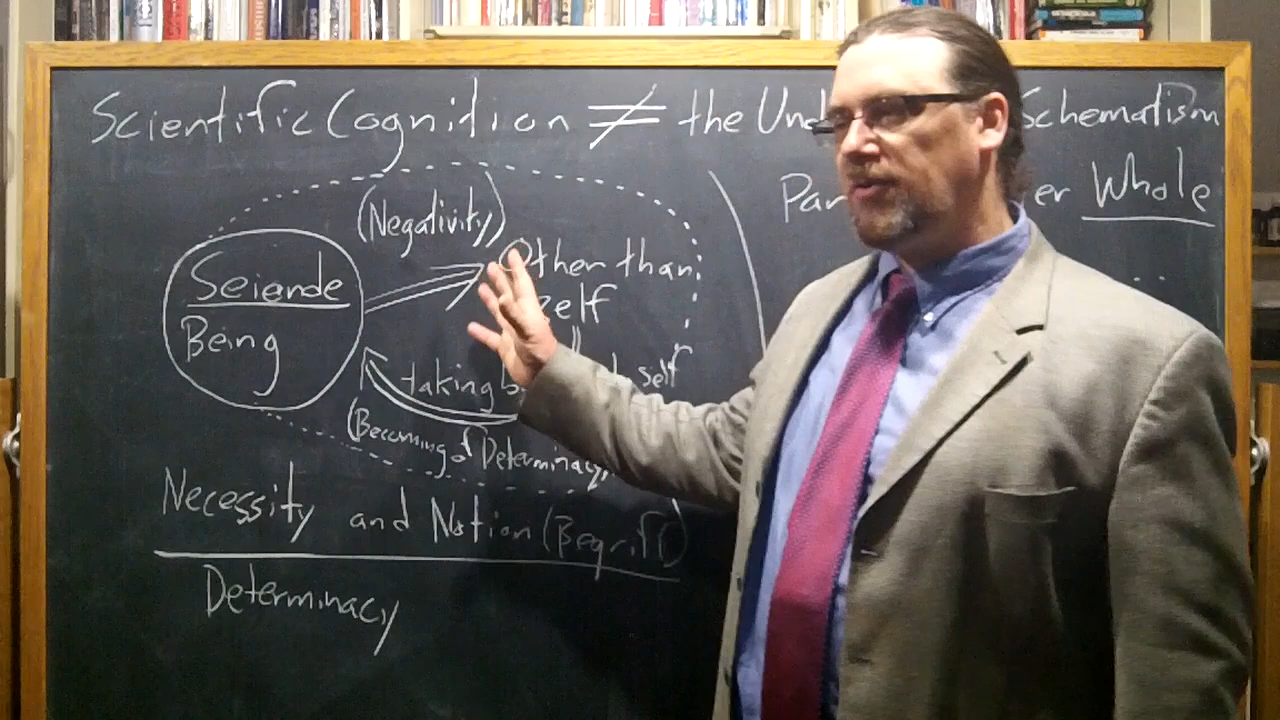 Scientific Cognition ≠ the Und Schematism
Par er Whole
(Negativity)
Seiende
Being
Other than
self
...
taking self
(Becoming of Determinacy)
Necessity and Notion (Begriff)
Determinacy